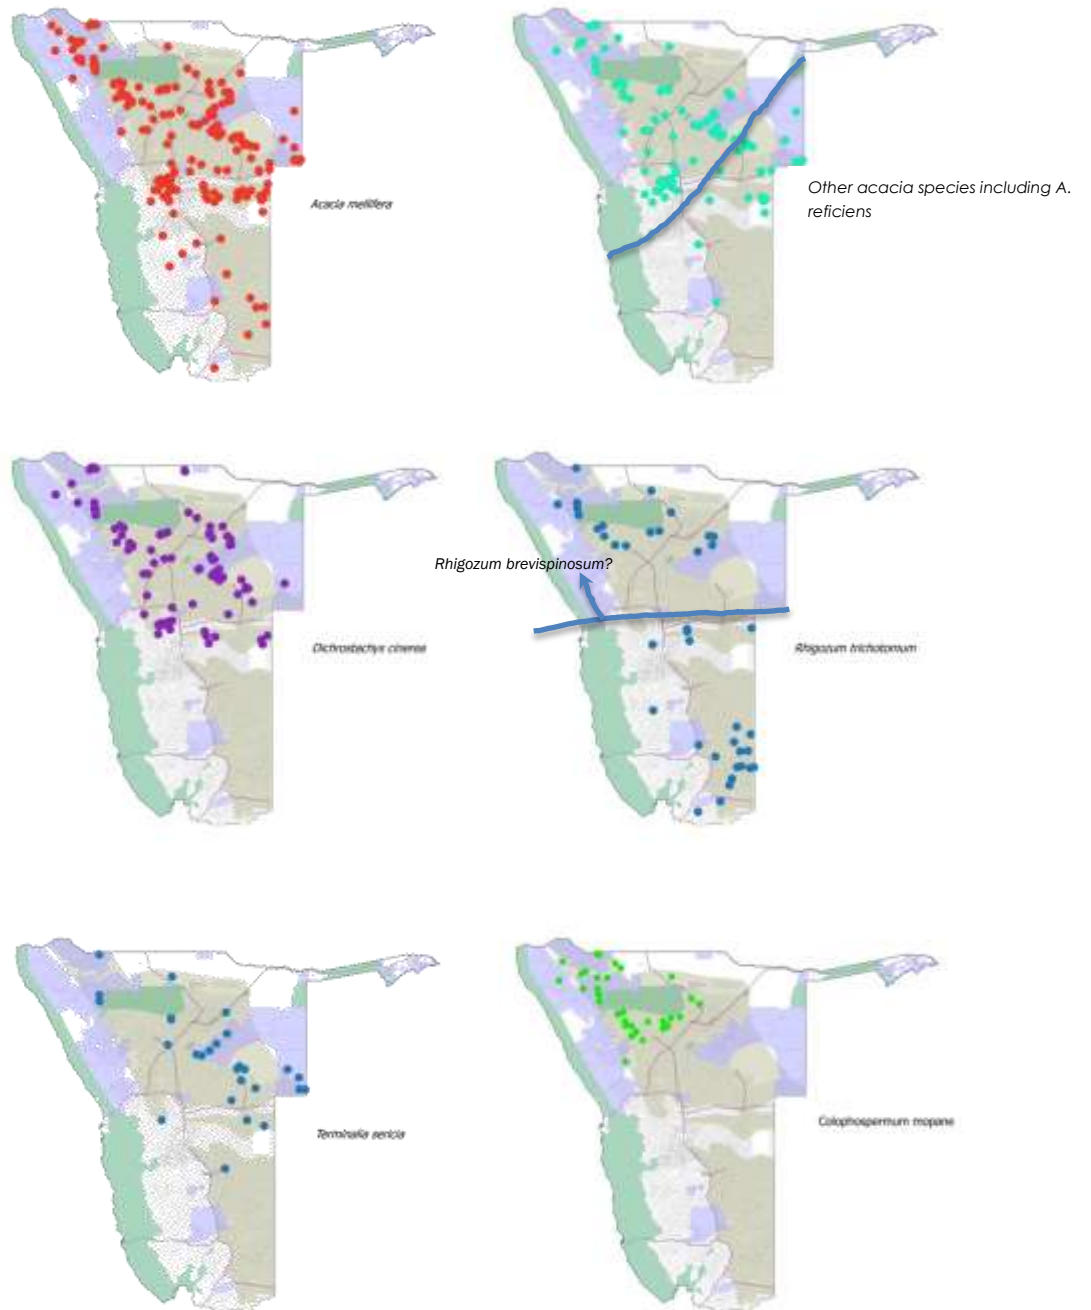 Acacia mellifera
Other acacia species including A.
reficiens
Rhigozum brevispinosum?
Dichrostachys cinerea
Rhigozum trichotomum
Terminalia sericia
Colophospermum mopane